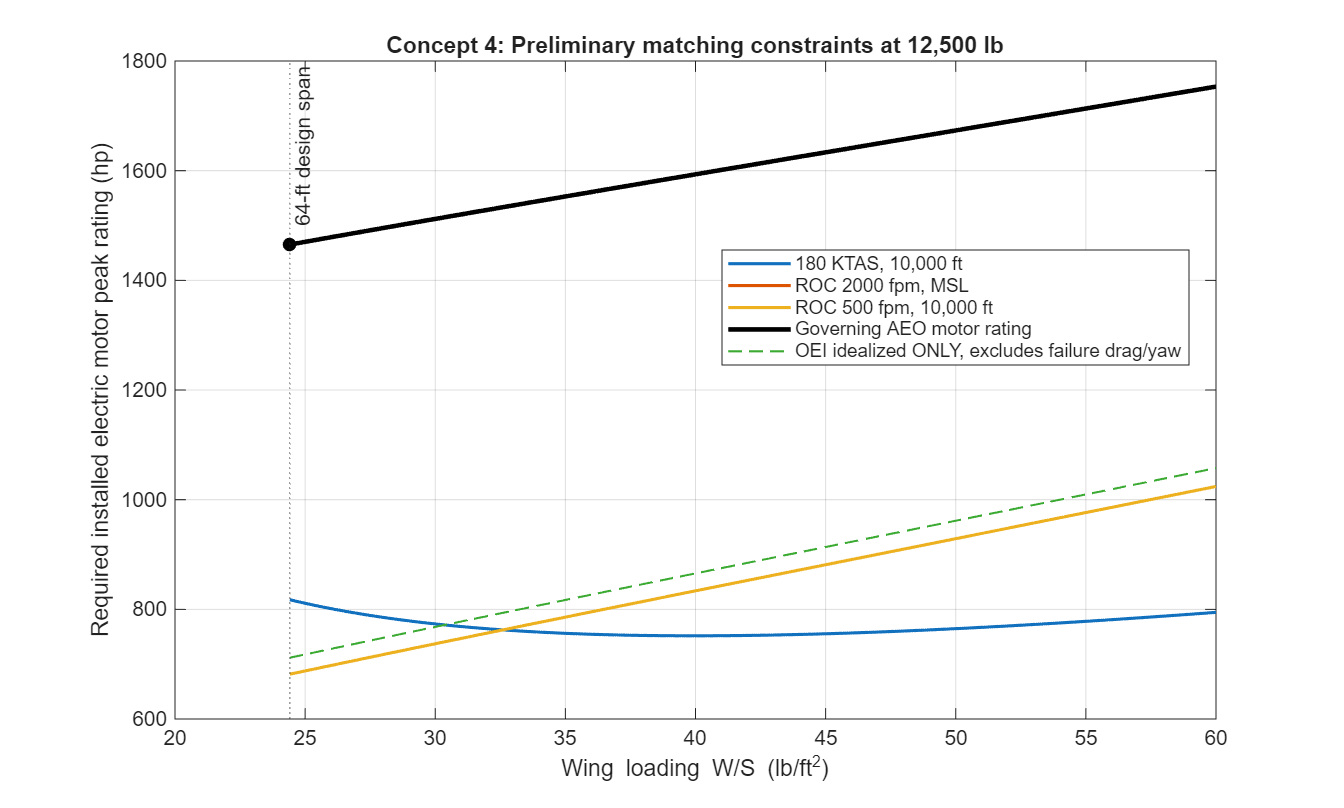 Concept 4: Preliminary matching constraints at 12,500 lb
Required installed electric motor peak rating (hp)
1800
1600
1400
1200
1000
800
600
64-ft design span
180 KTAS, 10,000 ft
ROC 2000 fpm, MSL
ROC 500 fpm, 10,000 ft
Governing AEO motor rating
OEI idealized ONLY, excludes failure drag/yaw
20 25 30 35 40 45 50 55 60
Wing loading W/S (lb/ft²)